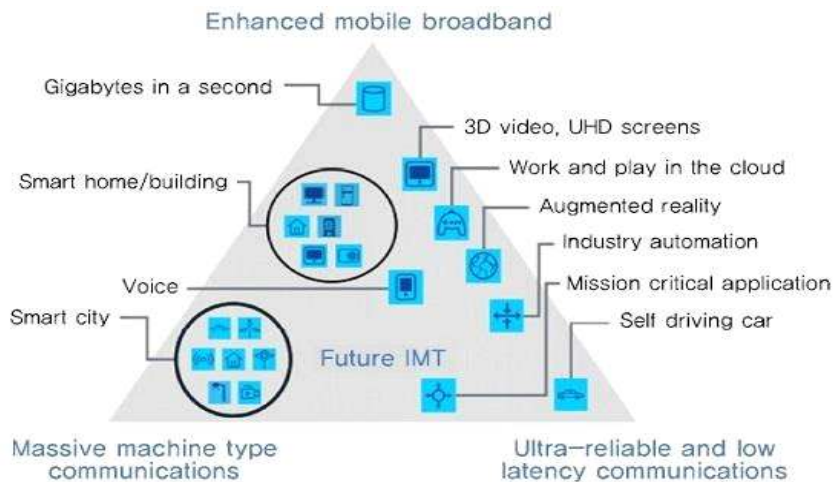 Enhanced mobile broadband
Gigabytes in a second
3D video, UHD screens
Work and play in the cloud
Smart home/building
Augmented reality
Industry automation
Mission critical application
Voice
Smart city
Self driving car
Future IMT
Massive machine type
communications
Ultra-reliable and low
latency communications